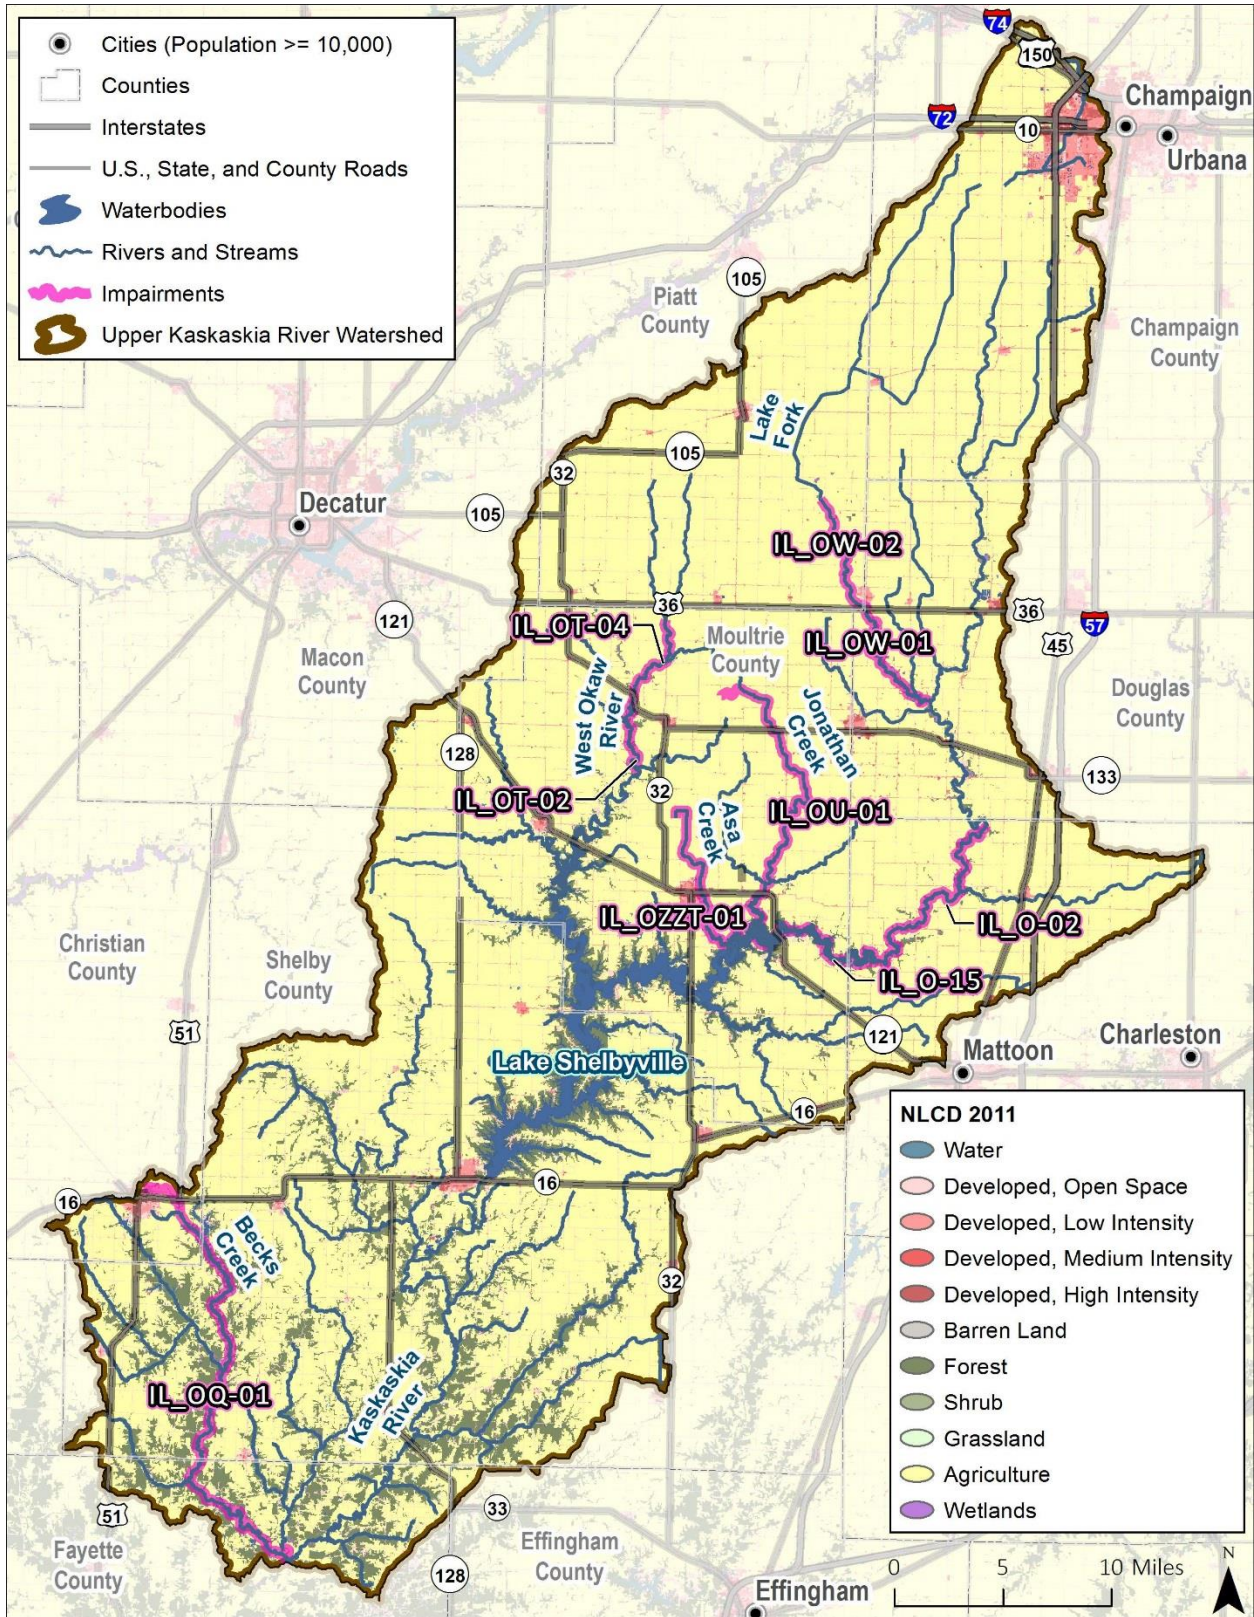 Cities (Population >= 10,000)
Counties
Interstates
U.S., State, and County Roads
Waterbodies
Rivers and Streams
Impairments
Upper Kaskaskia River Watershed
74
150
Champaign
72
10
Urbana
105
Piatt
County
Champaign
County
Lake
Fork
105
32
Decatur
105
IL_OW-02
36
36
121
IL_OT-04
57
45
Moultrie
County
IL_OW-01
Macon
County
Douglas
County
West Okaw
River
Jonathan
Creek
128
133
32
IL_OT-02
Asa
Creek
IL_OU-01
IL_OZZT-01
IL_O-02
Christian
County
Shelby
County
IL_O-15
51
121
Charleston
Mattoon
Lake Shelbyville
16
16
16
Becks
Creek
32
Kaskaskia
River
IL_OQ-01
51
33
Fayette
County
Effingham
County
128
Effingham
NLCD 2011
Water
Developed, Open Space
Developed, Low Intensity
Developed, Medium Intensity
Developed, High Intensity
Barren Land
Forest
Shrub
Grassland
Agriculture
Wetlands
0 5 10 Miles
N